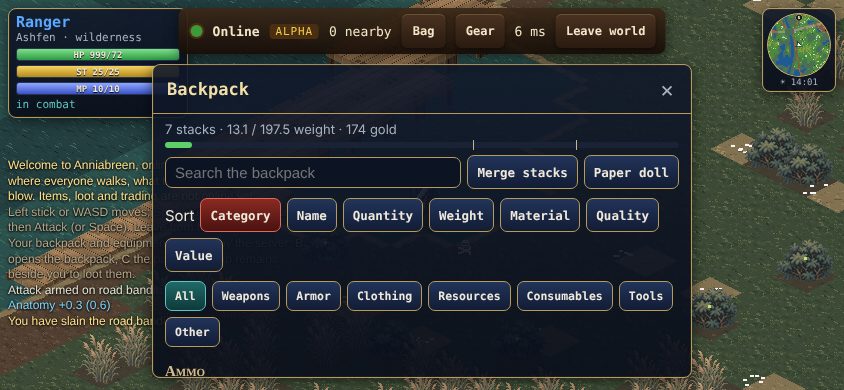 Ranger
Ashfen · wilderness
HP 999/72
ST 25/25
MP 10/10
in combat
Online ALPHA 0 nearby Bag Gear 6 ms Leave world
14:01
Backpack ×
7 stacks · 13.1 / 197.5 weight · 174 gold
Search the backpack Merge stacks Paper doll
Sort Category Name Quantity Weight Material Quality
Value
All Weapons Armor Clothing Resources Consumables Tools
Other
Ammo
Welcome to Anniabreen,
where everyone walks,
blow. Items, loot and trading are
Left stick or WASD moves
then Attack (or Space).
Your backpack and equipm
opens the backpack, C the
beside you to loot them.
Attack armed on road band
Anatomy +0.3 (0.6)
You have slain the road band